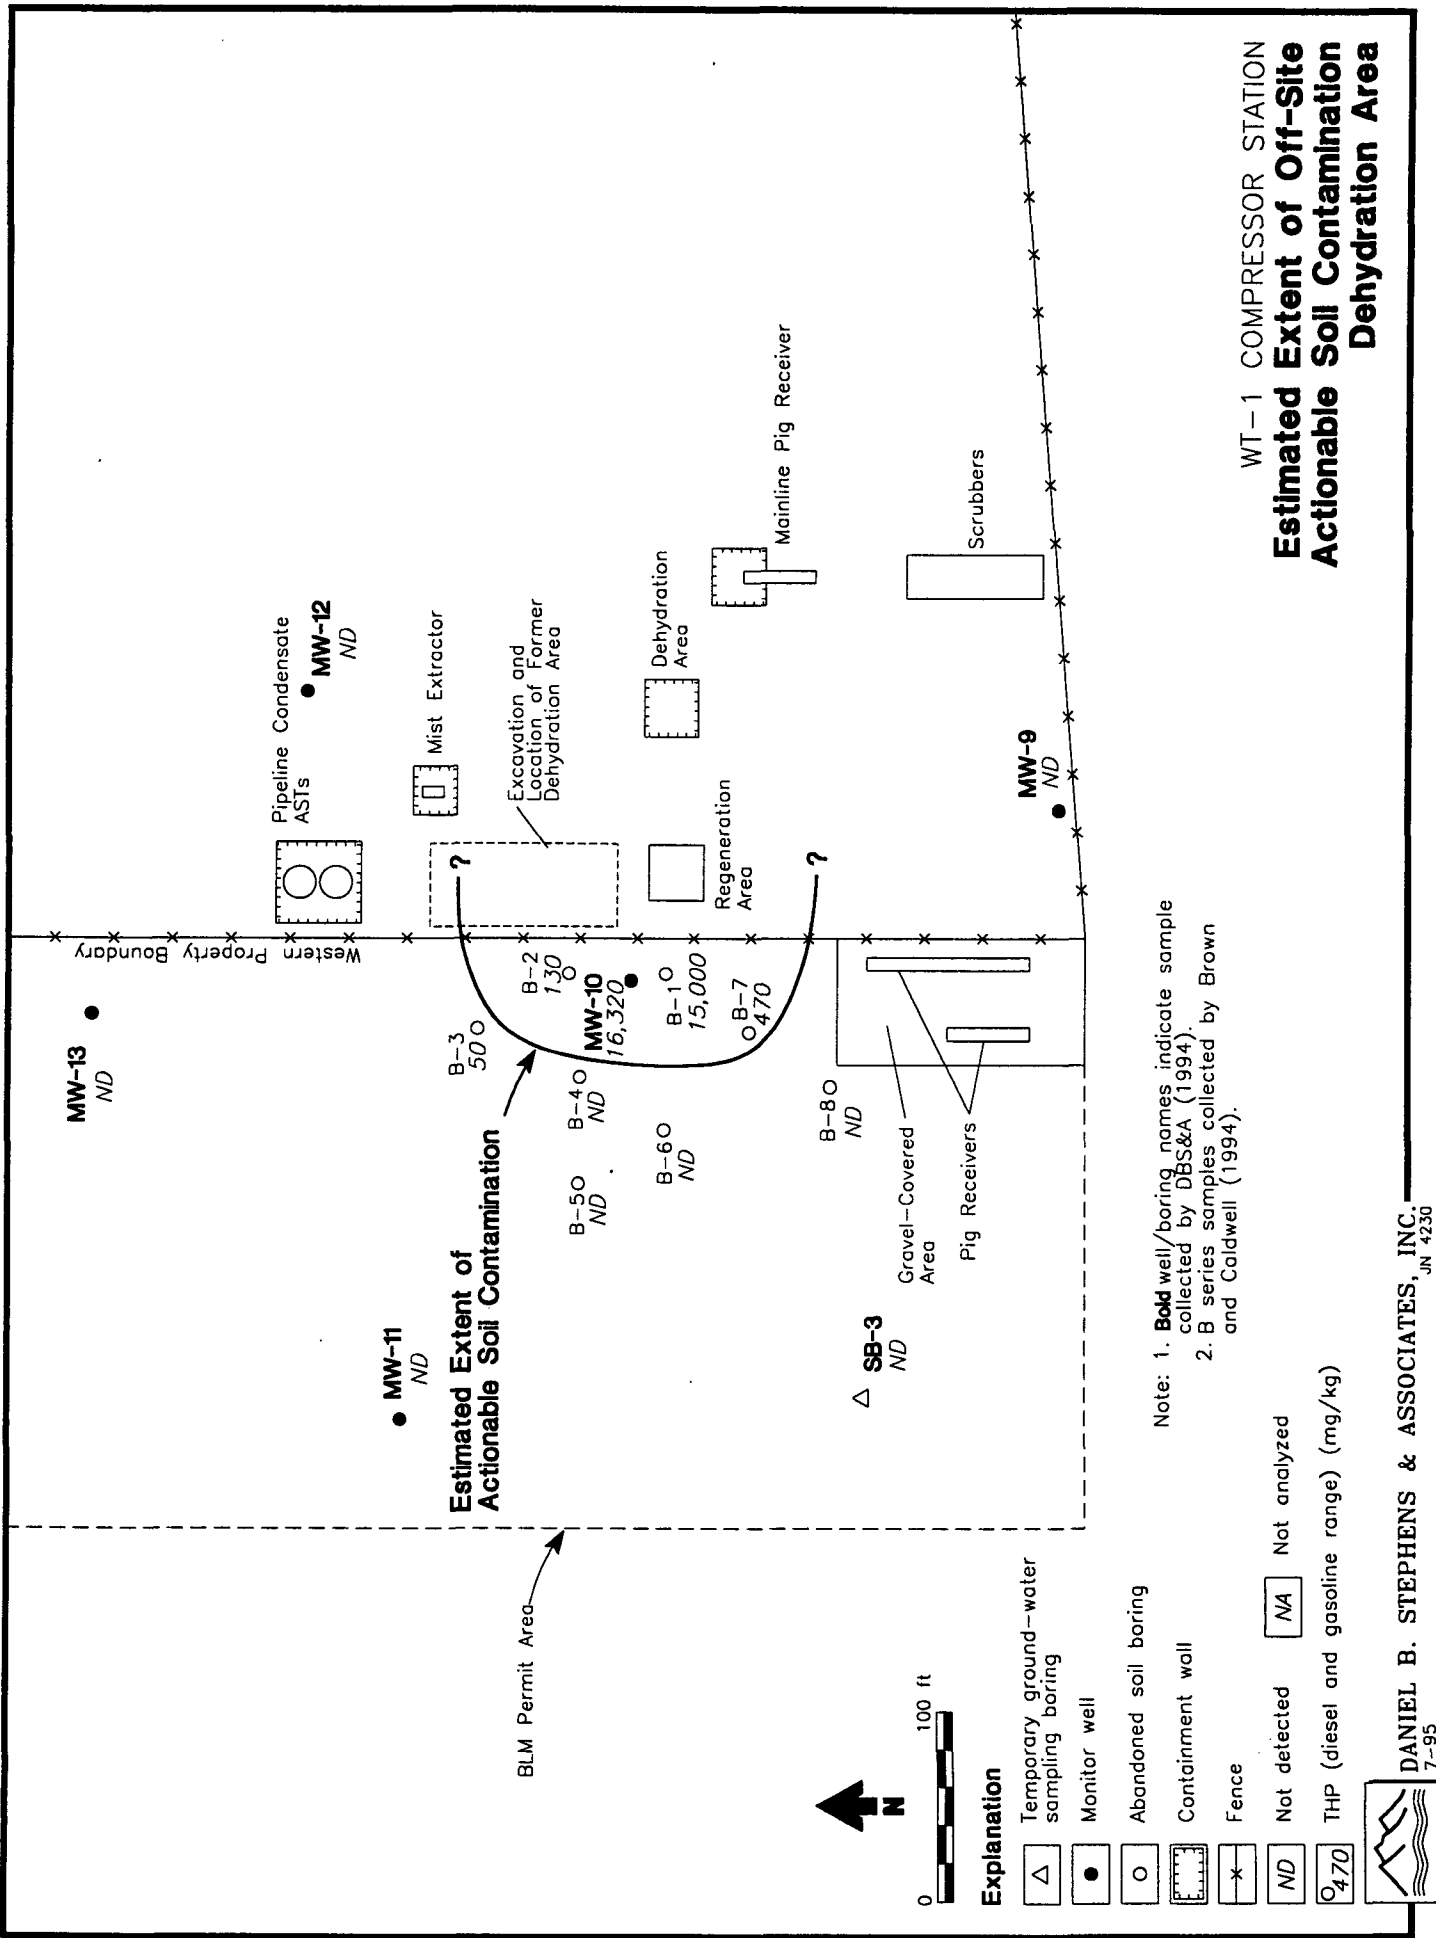 MW-13
ND
Western Property Boundary
Pipeline Condensate
ASTs
MW-12
ND
MW-11
ND
Mist Extractor
Estimated Extent of
Actionable Soil Contamination
B-3
50
B-2
130
Excavation and
Location of Former
Dehydration Area
BLM Permit Area
B-5
ND
B-4
ND
MW-10
16,320
B-6
ND
B-1
15,000
Dehydration
Area
B-7
470
Regeneration
Area
Mainline Pig Receiver
B-8
ND
SB-3
ND
Gravel-Covered
Area
Pig Receivers
Scrubbers
MW-9
ND
0
100 ft
N
Explanation
Temporary ground-water
sampling boring
Monitor well
Abandoned soil boring
Containment wall
Fence
ND Not detected
NA Not analyzed
470 THP (diesel and gasoline range) (mg/kg)
Note: 1. Bold well/boring names indicate sample
collected by DBS&A (1994).
2. B series samples collected by Brown
and Caldwell (1994).
WT-1 COMPRESSOR STATION
Estimated Extent of Off-Site
Actionable Soil Contamination
Dehydration Area
DANIEL B. STEPHENS & ASSOCIATES, INC.
7-95
JN 4230
?
?